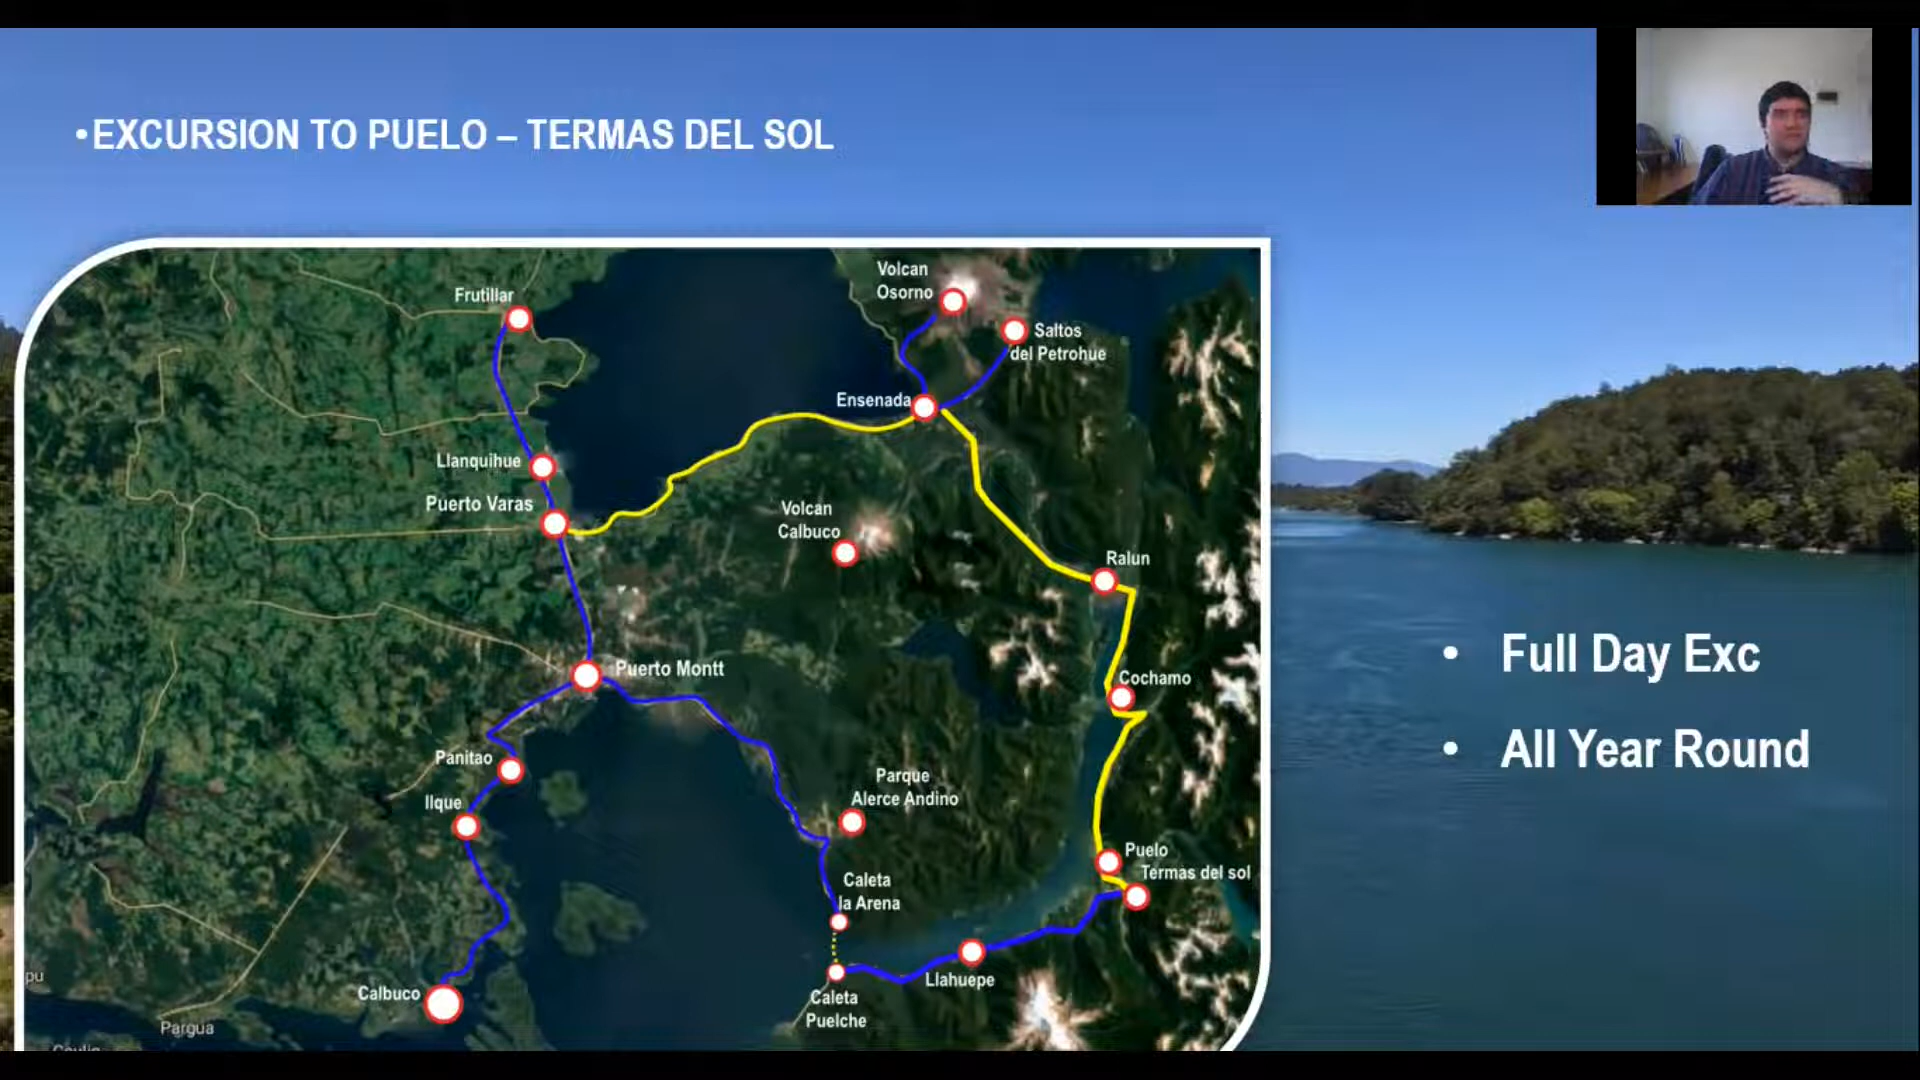 •EXCURSION TO PUELO – TERMAS DEL SOL
Volcan
Osorno
Frutillar
Saltos
del Petrohue
Ensenada
Llanquihue
Puerto Varas
Volcan
Calbuco
Ralun
Puerto Montt
Cochamo
Panitao
Ilque
Parque
Alerce Andino
Puelo
Termas del sol
Caleta
la Arena
Llahuepe
Calbuco
Caleta
Puelche
pu
Pargua
• Full Day Exc
• All Year Round